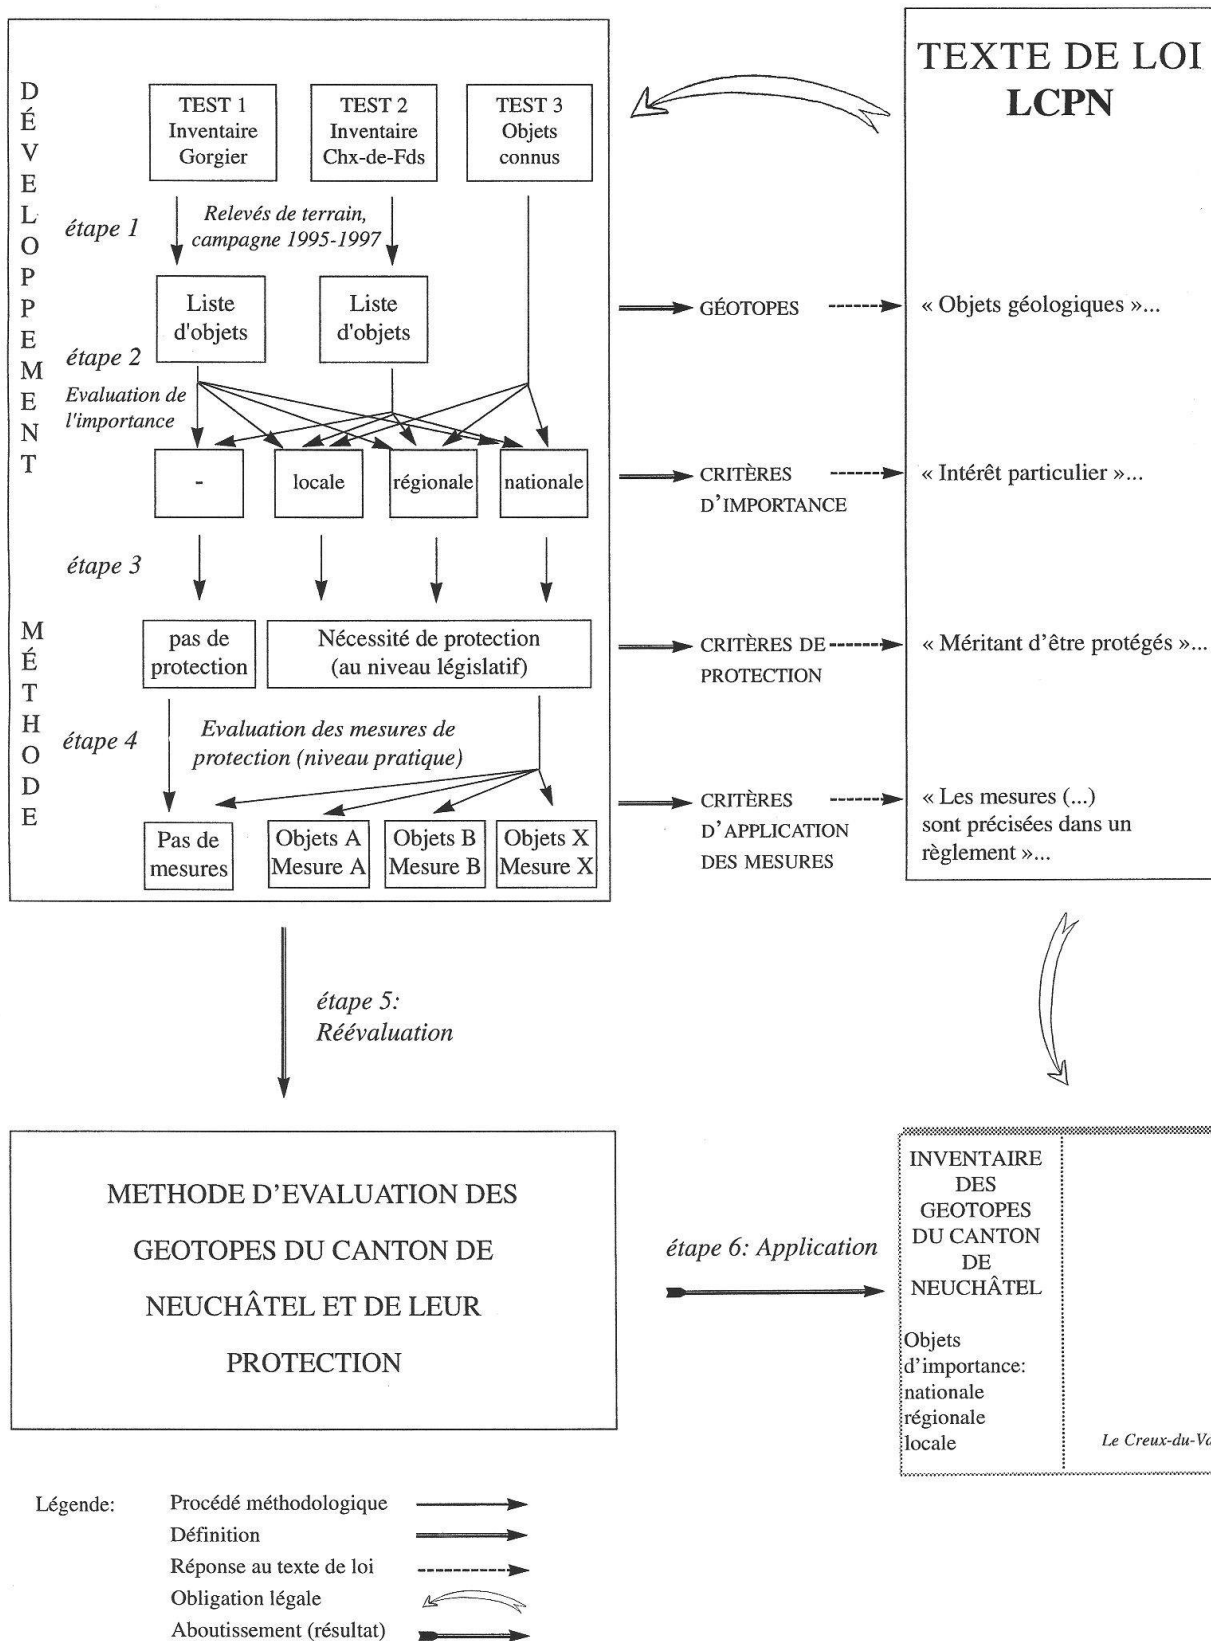 DÉVELOPPEMENT
MÉTHODE
TEST 1
Inventaire
Gorgier
TEST 2
Inventaire
Chx-de-Fds
TEST 3
Objets
connus
étape 1
Relevés de terrain,
campagne 1995-1997
Liste
d'objets
Liste
d'objets
étape 2
Evaluation de
l'importance
-
locale
régionale
nationale
étape 3
pas de
protection
Nécessité de protection
(au niveau législatif)
étape 4
Evaluation des mesures de
protection (niveau pratique)
Pas de
mesures
Objets A
Mesure A
Objets B
Mesure B
Objets X
Mesure X
GÉOTOPES
CRITÈRES
D'IMPORTANCE
CRITÈRES DE
PROTECTION
CRITÈRES
D'APPLICATION
DES MESURES
TEXTE DE LOI
LCPN
« Objets géologiques »...
« Intérêt particulier »...
« Méritant d'être protégés »...
« Les mesures (...)
sont précisées dans un
règlement »...
étape 5:
Réévaluation
METHODE D'EVALUATION DES
GEOTOPES DU CANTON DE
NEUCHÂTEL ET DE LEUR
PROTECTION
étape 6: Application
INVENTAIRE
DES
GEOTOPES
DU CANTON
DE
NEUCHÂTEL
Objets
d'importance:
nationale
régionale
locale
Le Creux-du-Va
Légende:
Procédé méthodologique
Définition
Réponse au texte de loi
Obligation légale
Aboutissement (résultat)